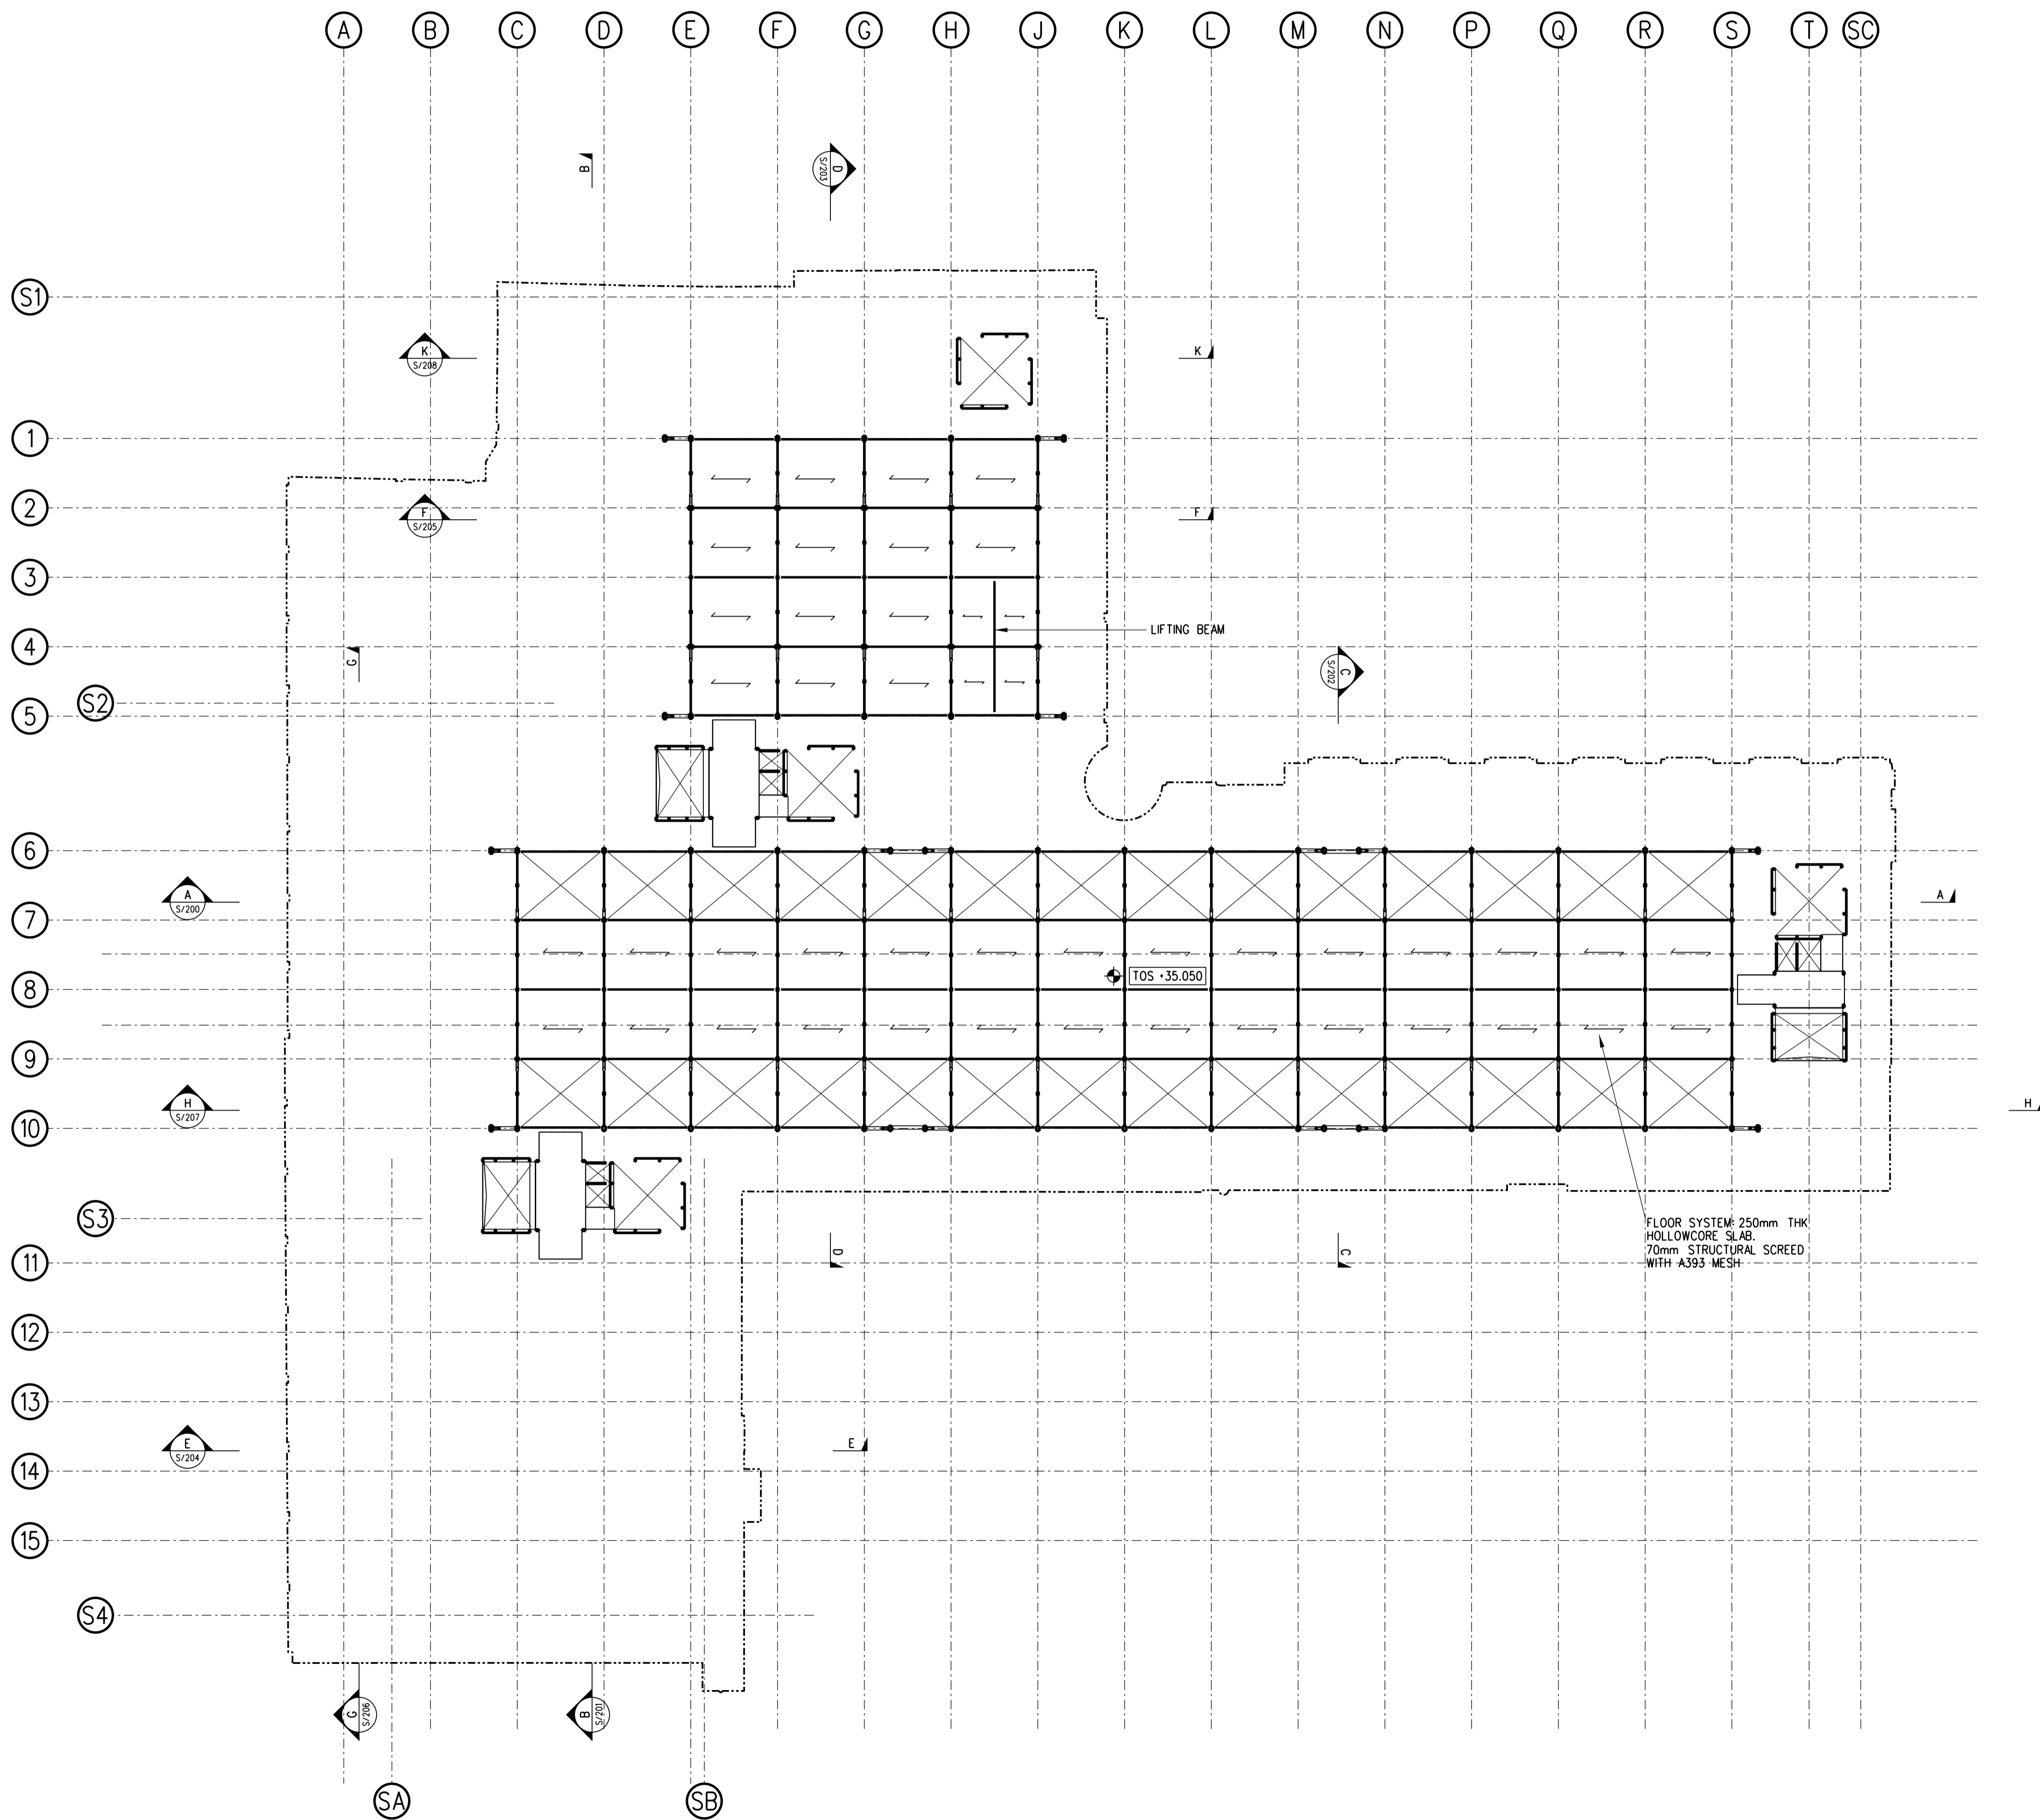 A B C D E F G H J K L M N P Q R S T SC
B
D
S/203
S1
K
S/208
K
1
F
S/205
F
2
3
LIFTING BEAM
4
G
C
S/202
S2
5
6
A
S/200
A
7
TOS +35.050
8
9
H
S/207
H
10
S3
FLOOR SYSTEM: 250mm THK
HOLLOWCORE SLAB.
70mm STRUCTURAL SCREED
WITH A393 MESH
D
C
11
12
13
E
S/204
E
14
15
S4
G
S/206
B
S/201
SA SB